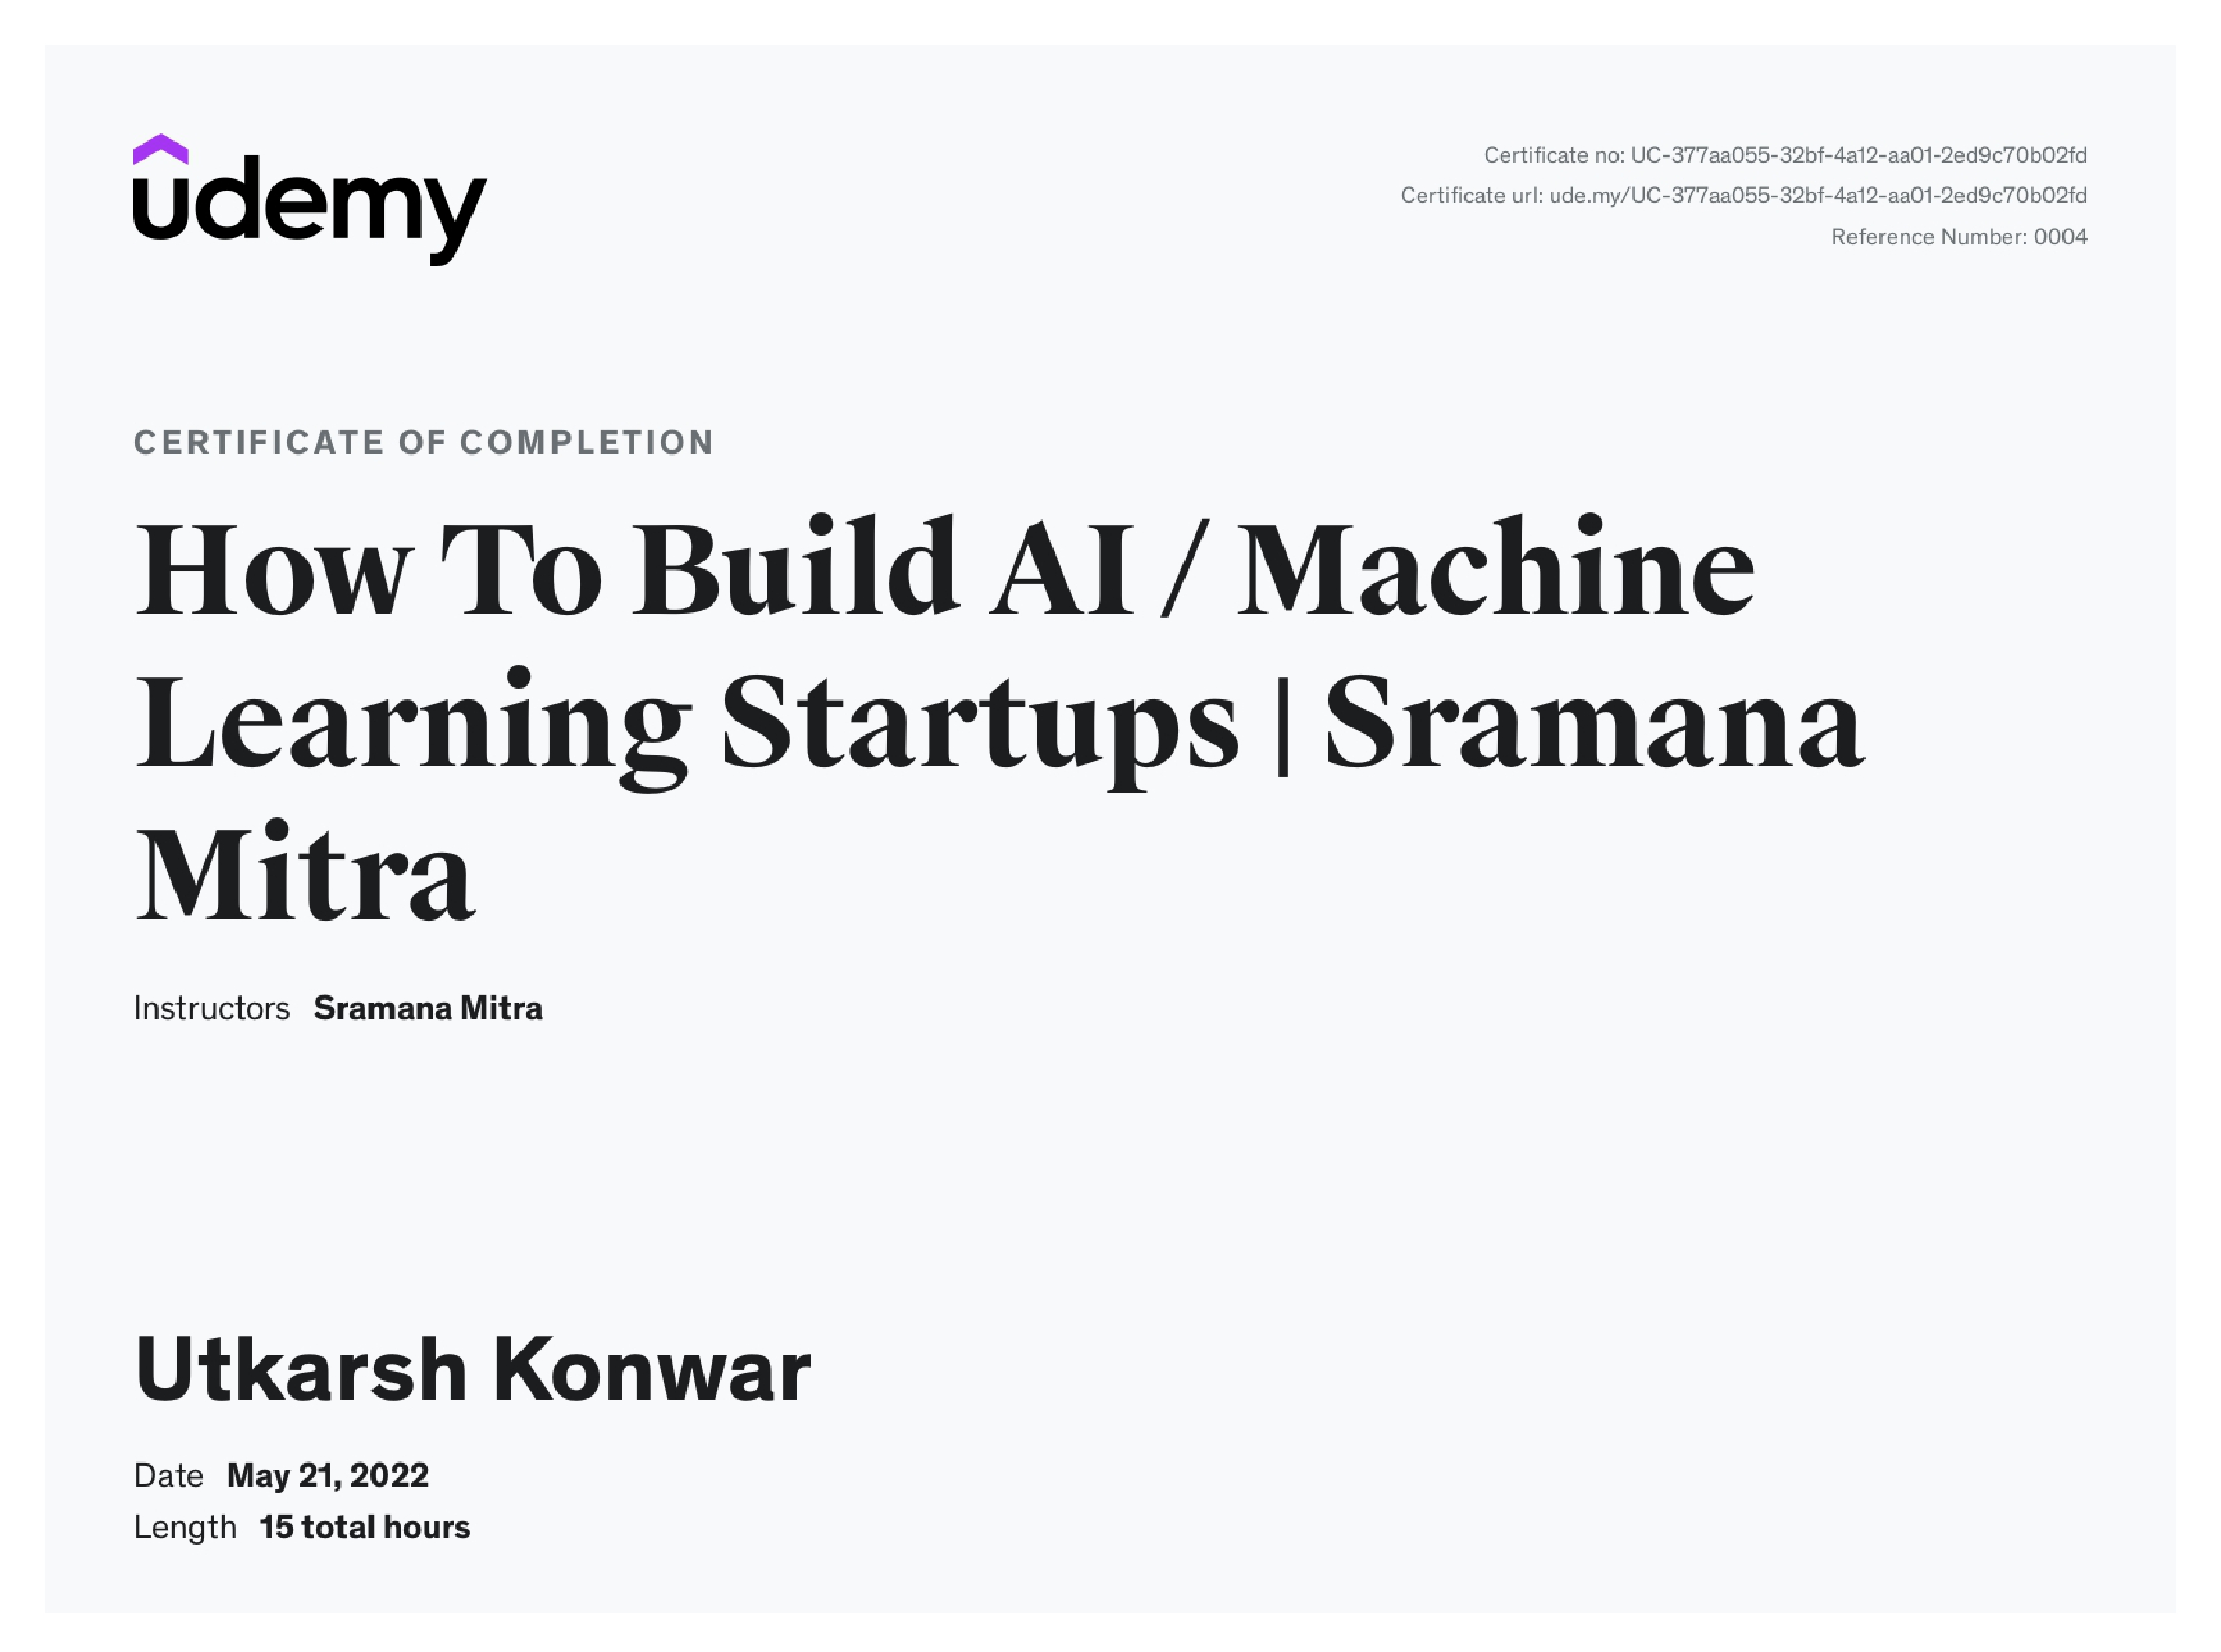 udemy
Certificate no: UC-377aa055-32bf-4a12-aa01-2ed9c70b02fd
Certificate url: ude.my/UC-377aa055-32bf-4a12-aa01-2ed9c70b02fd
Reference Number: 0004
CERTIFICATE OF COMPLETION
How To Build AI / Machine
Learning Startups | Sramana
Mitra
Instructors Sramana Mitra
Utkarsh Konwar
Date May 21, 2022
Length 15 total hours